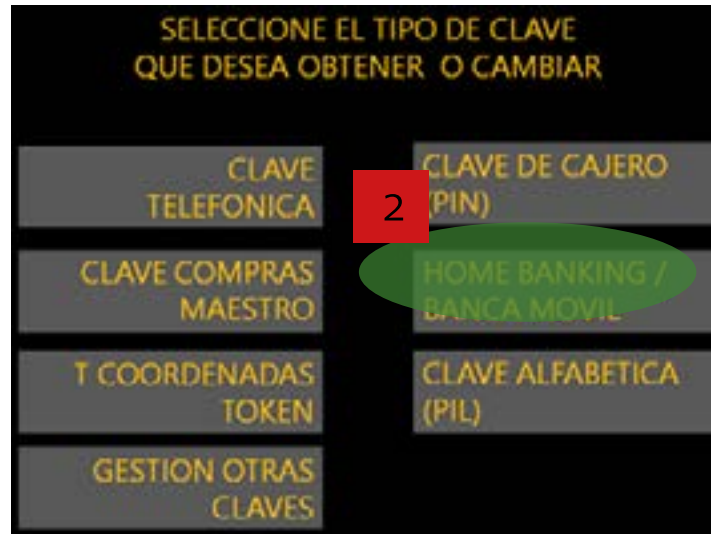 SELECCIONE EL TIPO DE CLAVE
QUE DESEA OBTENER O CAMBIAR
CLAVE
TELEFONICA
CLAVE DE CAJERO
(PIN)
2
CLAVE COMPRAS
MAESTRO
HOME BANKING /
BANCA MOVIL
T COORDENADAS
TOKEN
CLAVE ALFABETICA
(PIL)
GESTION OTRAS
CLAVES